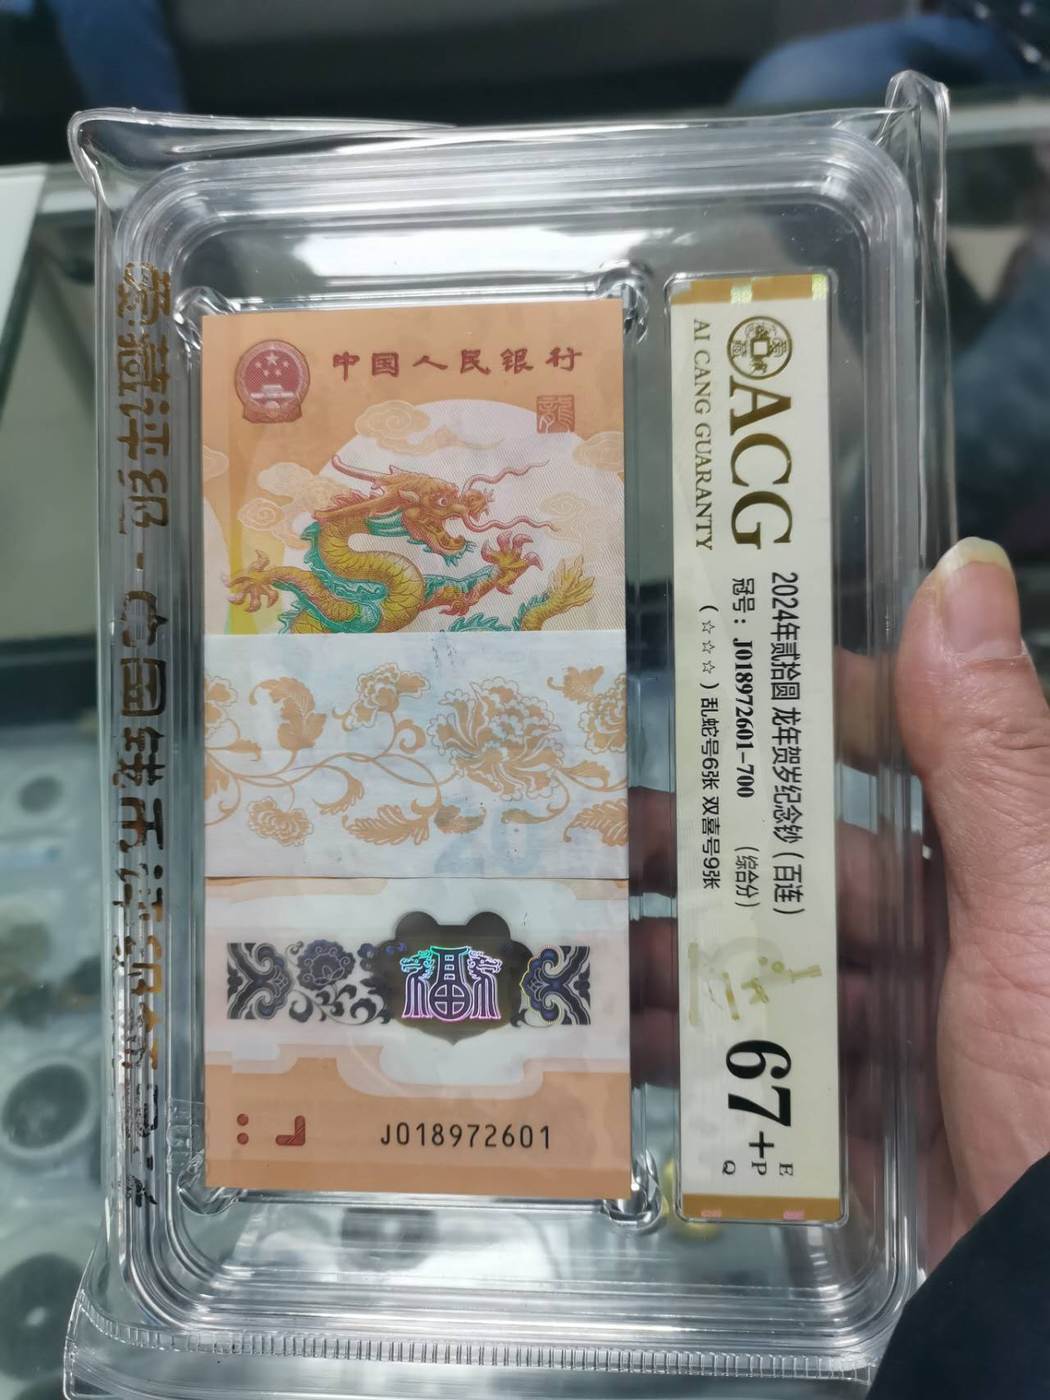 中国人民银行
龍
J018972601
ACG
AI CANG GUARANTY
2024年贰拾圆 龙年贺岁纪念钞（百连）
冠号：J018972601-700 （综合分）
（☆☆☆）乱蛇号6张 双喜号9张
67+
E
P
Q